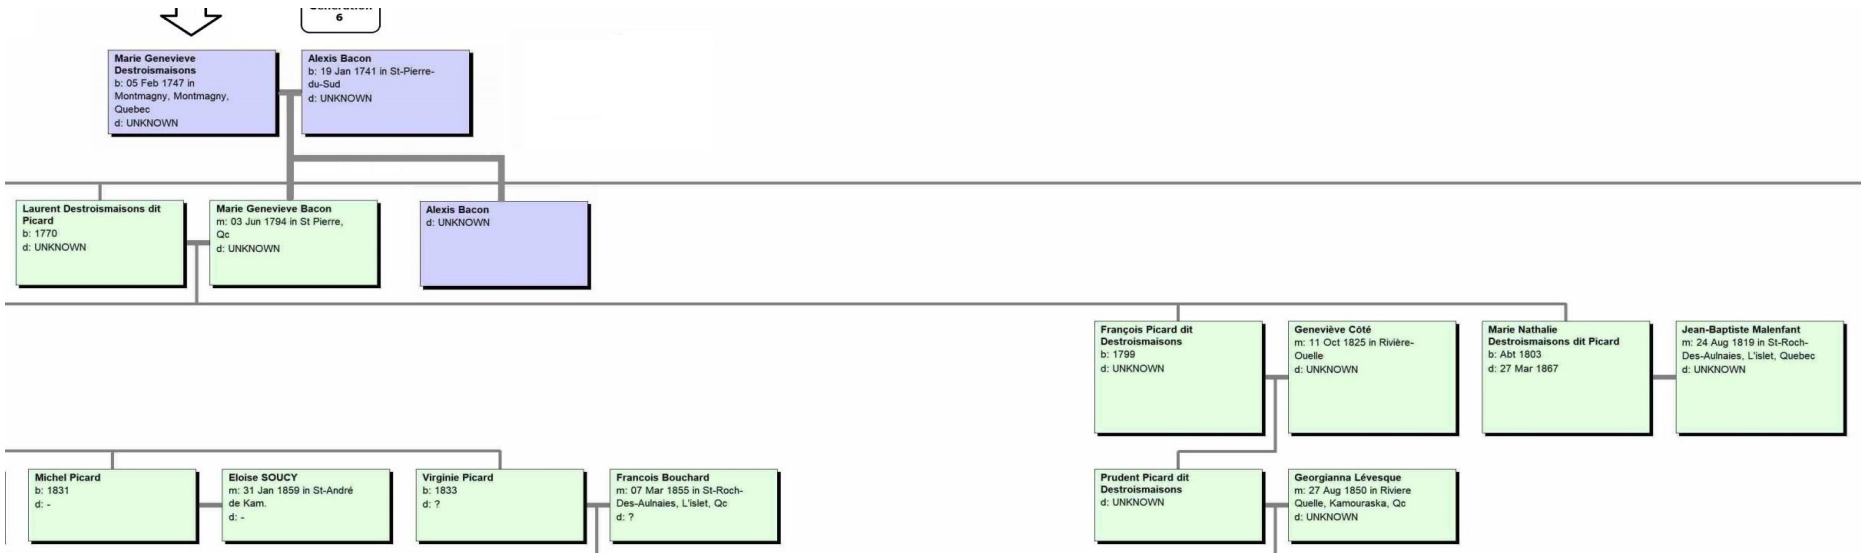 Generation
6
Marie Genevieve
Destroismaisons
b: 05 Feb 1747 in
Montmagny, Montmagny,
Quebec
d: UNKNOWN
Alexis Bacon
b: 19 Jan 1741 in St-Pierre-
du-Sud
d: UNKNOWN
Laurent Destroismaisons dit
Picard
b: 1770
d: UNKNOWN
Marie Genevieve Bacon
m: 03 Jun 1794 in St Pierre,
Qc
d: UNKNOWN
Alexis Bacon
d: UNKNOWN
François Picard dit
Destroismaisons
b: 1799
d: UNKNOWN
Geneviève Côté
m: 11 Oct 1825 in Rivière-
Ouelle
d: UNKNOWN
Marie Nathalie
Destroismaisons dit Picard
b: Abt 1803
d: 27 Mar 1867
Jean-Baptiste Malenfant
m: 24 Aug 1819 in St-Roch-
Des-Aulnaies, L'islet, Quebec
d: UNKNOWN
Michel Picard
b: 1831
d: -
Eloise SOUCY
m: 31 Jan 1859 in St-André
de Kam.
d: -
Virginie Picard
b: 1833
d: ?
Francois Bouchard
m: 07 Mar 1855 in St-Roch-
Des-Aulnaies, L'islet, Qc
d: ?
Prudent Picard dit
Destroismaisons
d: UNKNOWN
Georgianna Lévesque
m: 27 Aug 1850 in Riviere
Quelle, Kamouraska, Qc
d: UNKNOWN